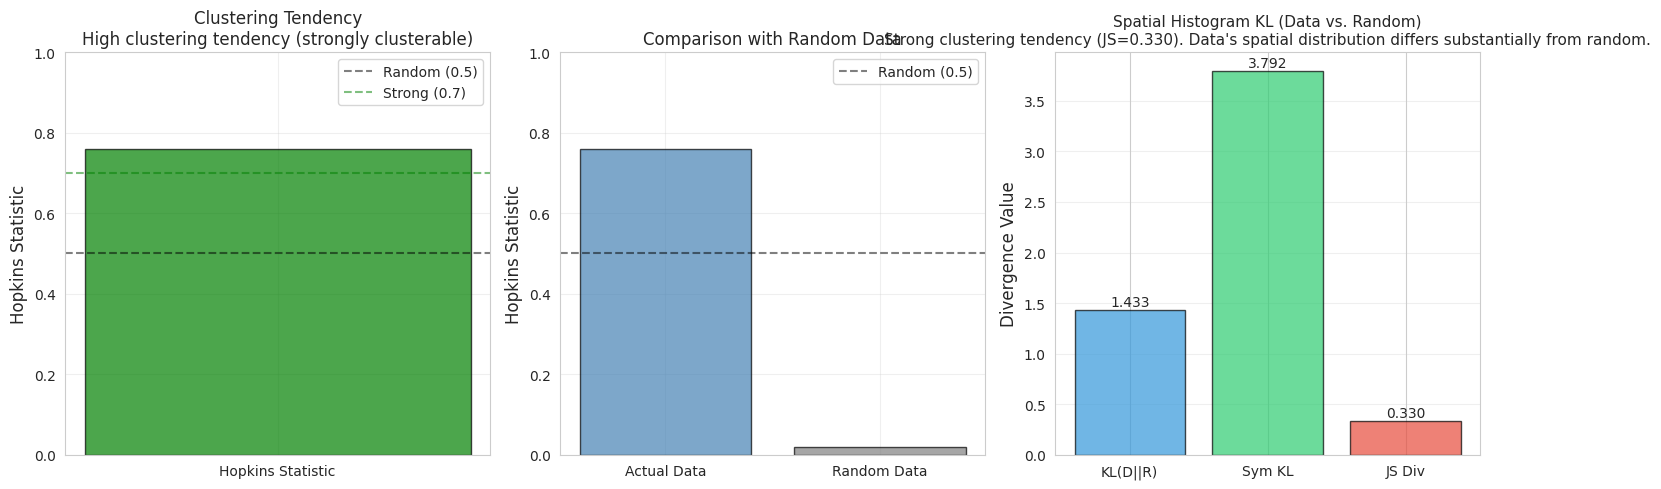 Clustering Tendency
High clustering tendency (strongly clusterable)
Hopkins Statistic
1.0
0.8
0.6
0.4
0.2
0.0
Random (0.5)
Strong (0.7)
Hopkins Statistic
Comparison with Random Data
Hopkins Statistic
1.0
0.8
0.6
0.4
0.2
0.0
Random (0.5)
Actual Data
Random Data
Spatial Histogram KL (Data vs. Random)
Strong clustering tendency (JS=0.330). Data's spatial distribution differs substantially from random.
Divergence Value
3.5
3.0
2.5
2.0
1.5
1.0
0.5
0.0
1.433
3.792
0.330
KL(D||R)
Sym KL
JS Div